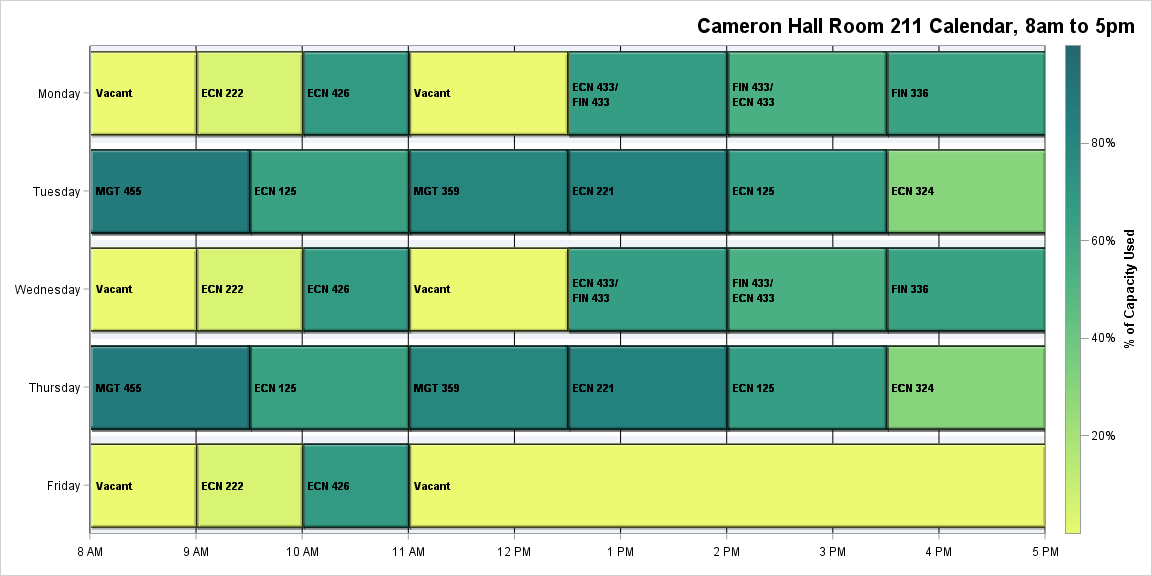 Cameron Hall Room 211 Calendar, 8am to 5pm
Monday
Vacant
ECN 222
ECN 426
Vacant
ECN 433/
FIN 433
FIN 433/
ECN 433
FIN 336
Tuesday
MGT 455
ECN 125
MGT 359
ECN 221
ECN 125
ECN 324
Wednesday
Vacant
ECN 222
ECN 426
Vacant
ECN 433/
FIN 433
FIN 433/
ECN 433
FIN 336
Thursday
MGT 455
ECN 125
MGT 359
ECN 221
ECN 125
ECN 324
Friday
Vacant
ECN 222
ECN 426
Vacant
8 AM
9 AM
10 AM
11 AM
12 PM
1 PM
2 PM
3 PM
4 PM
5 PM
80%
60%
40%
20%
% of Capacity Used